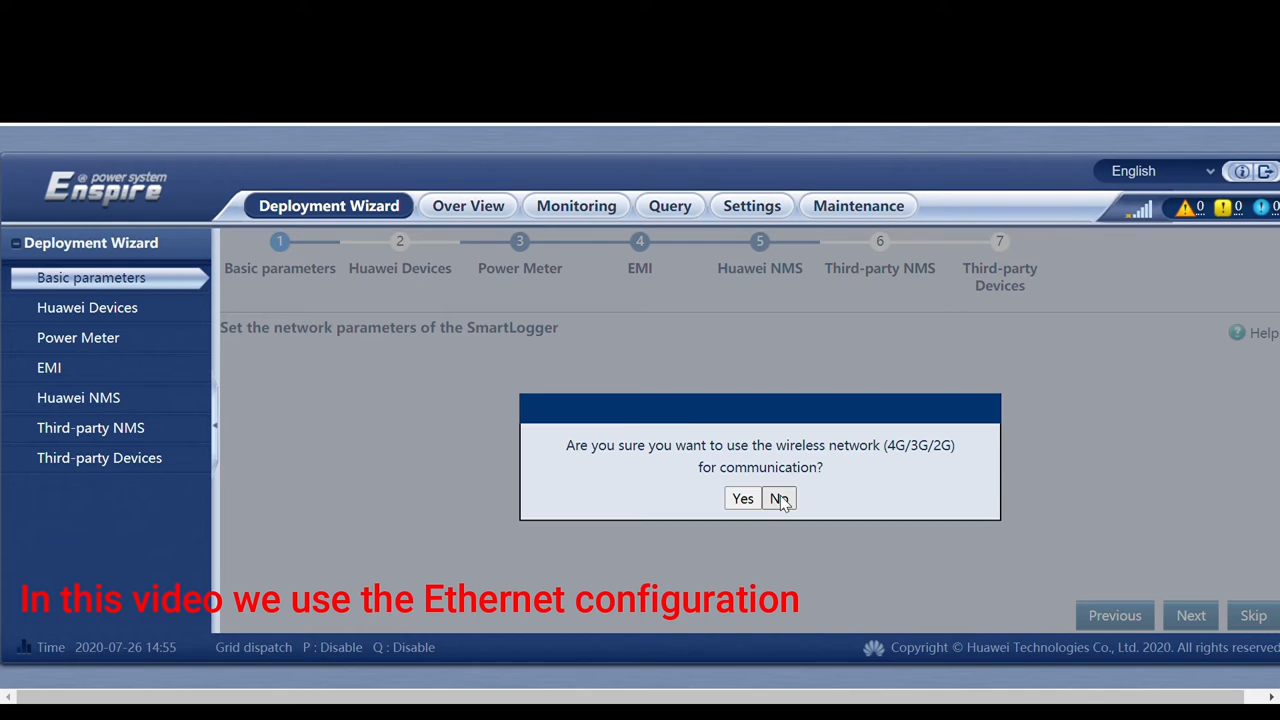 Enspire
@ power system
English
Deployment Wizard
Over View
Monitoring
Query
Settings
Maintenance
0
0
0
Deployment Wizard
Basic parameters
Huawei Devices
Power Meter
EMI
Huawei NMS
Third-party NMS
Third-party Devices
1
2
3
4
5
6
7
Basic parameters
Huawei Devices
Power Meter
EMI
Huawei NMS
Third-party NMS
Third-party
Devices
Set the network parameters of the SmartLogger
Help
Are you sure you want to use the wireless network (4G/3G/2G)
for communication?
Yes
No
In this video we use the Ethernet configuration
Previous
Next
Skip
Time 2020-07-26 14:55
Grid dispatch P : Disable Q : Disable
Copyright © Huawei Technologies Co., Ltd. 2020. All rights reserved